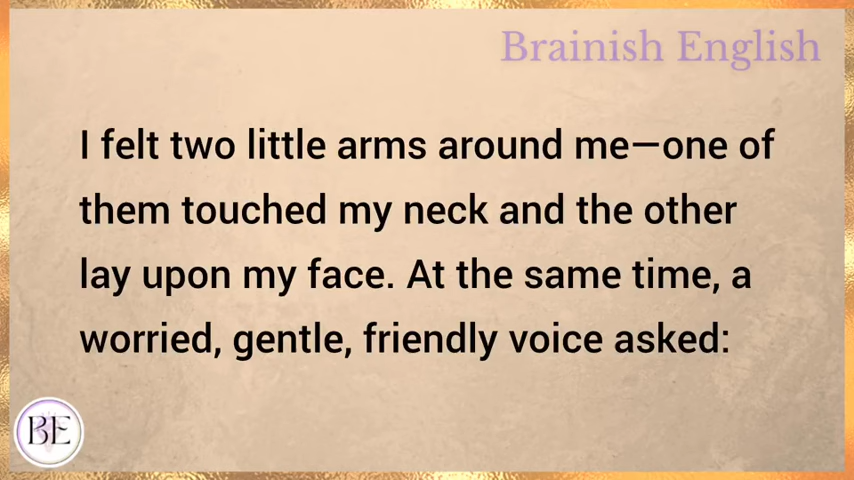 Brainish English
I felt two little arms around me—one of
them touched my neck and the other
lay upon my face. At the same time, a
worried, gentle, friendly voice asked:
BE